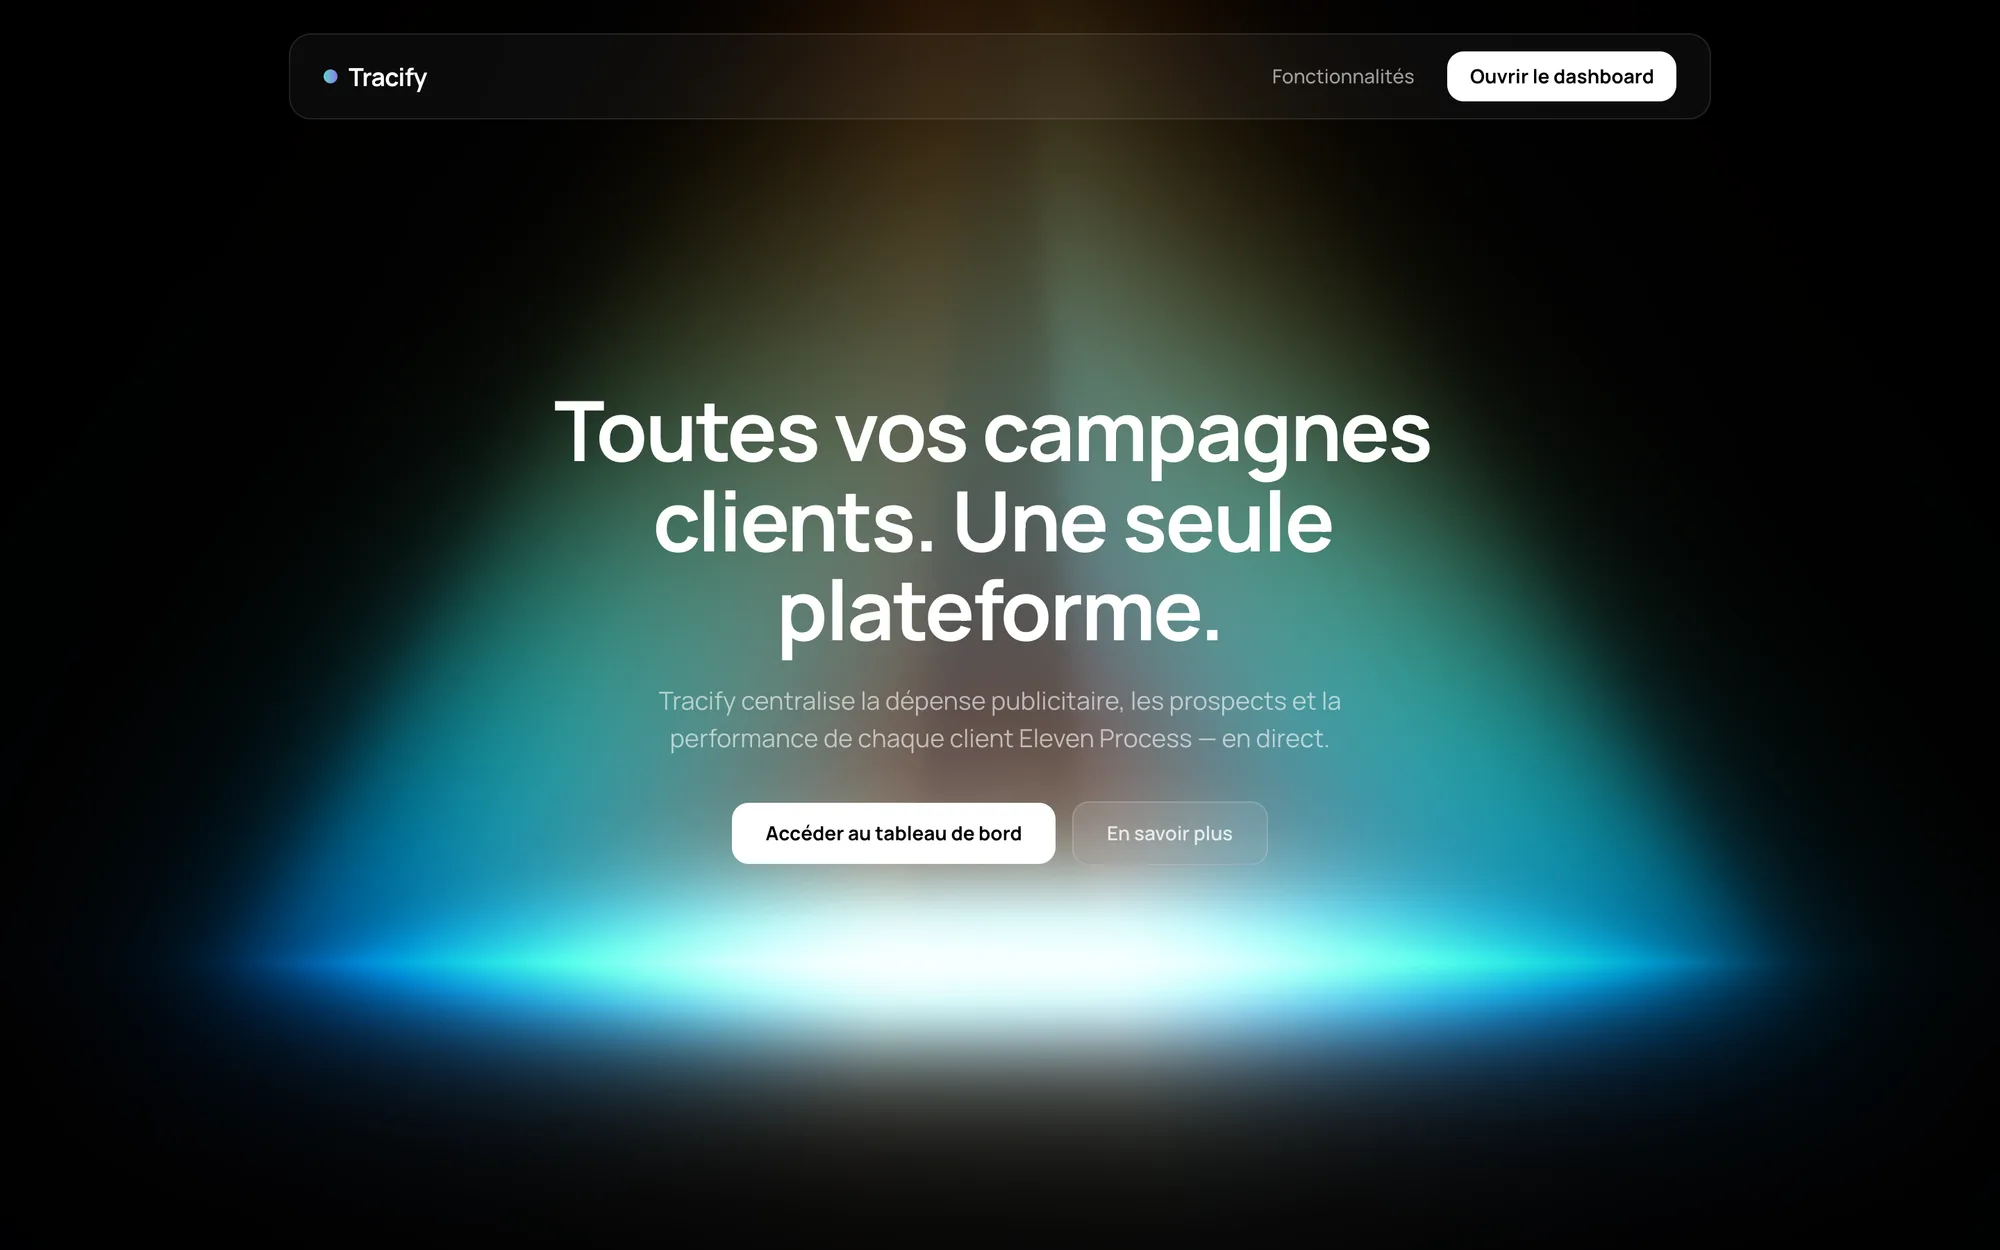 Tracify
Fonctionnalités
Ouvrir le dashboard
Toutes vos campagnes
clients. Une seule
plateforme.
Tracify centralise la dépense publicitaire, les prospects et la
performance de chaque client Eleven Process — en direct.
Accéder au tableau de bord
En savoir plus